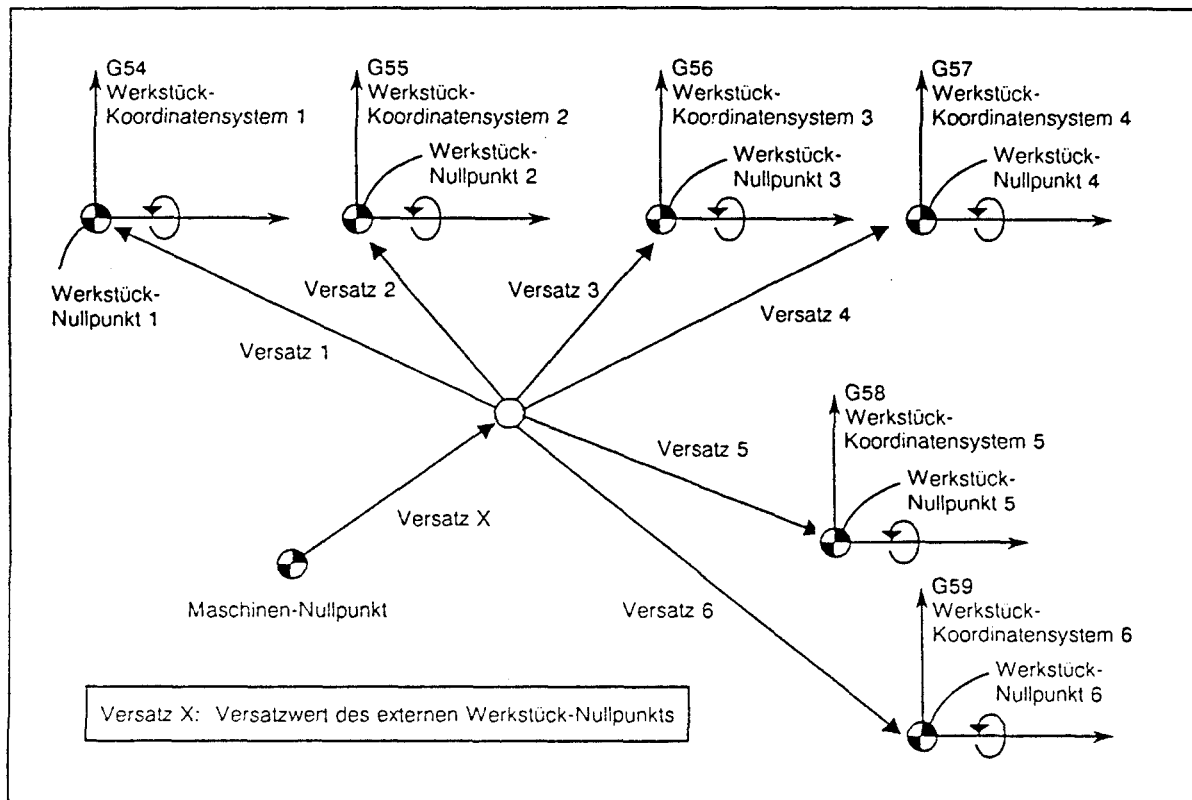 G54
Werkstück-
Koordinatensystem 1
G55
Werkstück-
Koordinatensystem 2
G56
Werkstück-
Koordinatensystem 3
G57
Werkstück-
Koordinatensystem 4
Werkstück-
Nullpunkt 2
Werkstück-
Nullpunkt 3
Werkstück-
Nullpunkt 4
Werkstück-
Nullpunkt 1
Versatz 1
Versatz 2
Versatz 3
Versatz 4
G58
Werkstück-
Koordinatensystem 5
Versatz 5
Werkstück-
Nullpunkt 5
Versatz X
Maschinen-Nullpunkt
Versatz 6
G59
Werkstück-
Koordinatensystem 6
Werkstück-
Nullpunkt 6
Versatz X: Versatzwert des externen Werkstück-Nullpunkts